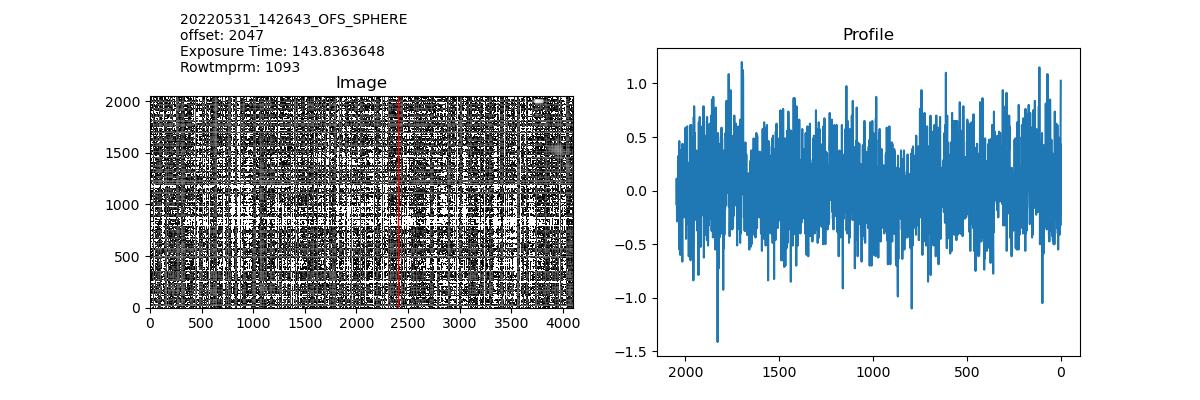 20220531_142643_OFS_SPHERE
offset: 2047
Exposure Time: 143.8363648
Rowtmprm: 1093
Image
2000
1500
1000
500
0
0 500 1000 1500 2000 2500 3000 3500 4000
Profile
1.0
0.5
0.0
−0.5
−1.0
−1.5
2000 1500 1000 500 0